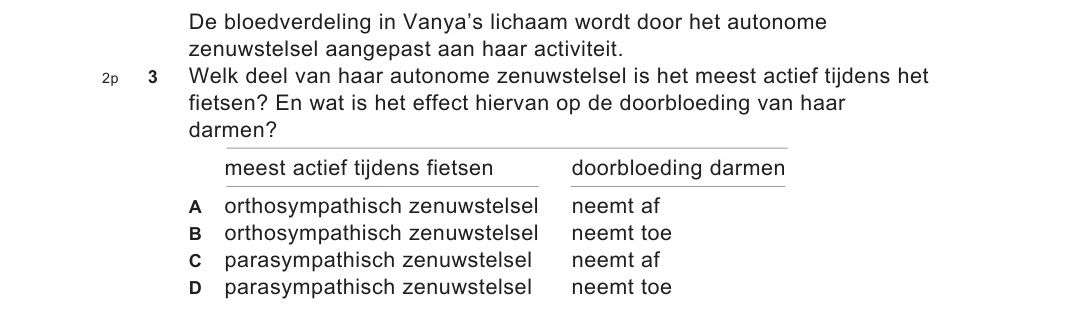 De bloedverdeling in Vanya’s lichaam wordt door het autonome
zenuwstelsel aangepast aan haar activiteit.
2p 3 Welk deel van haar autonome zenuwstelsel is het meest actief tijdens het
fietsen? En wat is het effect hiervan op de doorbloeding van haar
darmen?
meest actief tijdens fietsen doorbloeding darmen
A orthosympathisch zenuwstelsel neemt af
B orthosympathisch zenuwstelsel neemt toe
C parasympathisch zenuwstelsel neemt af
D parasympathisch zenuwstelsel neemt toe